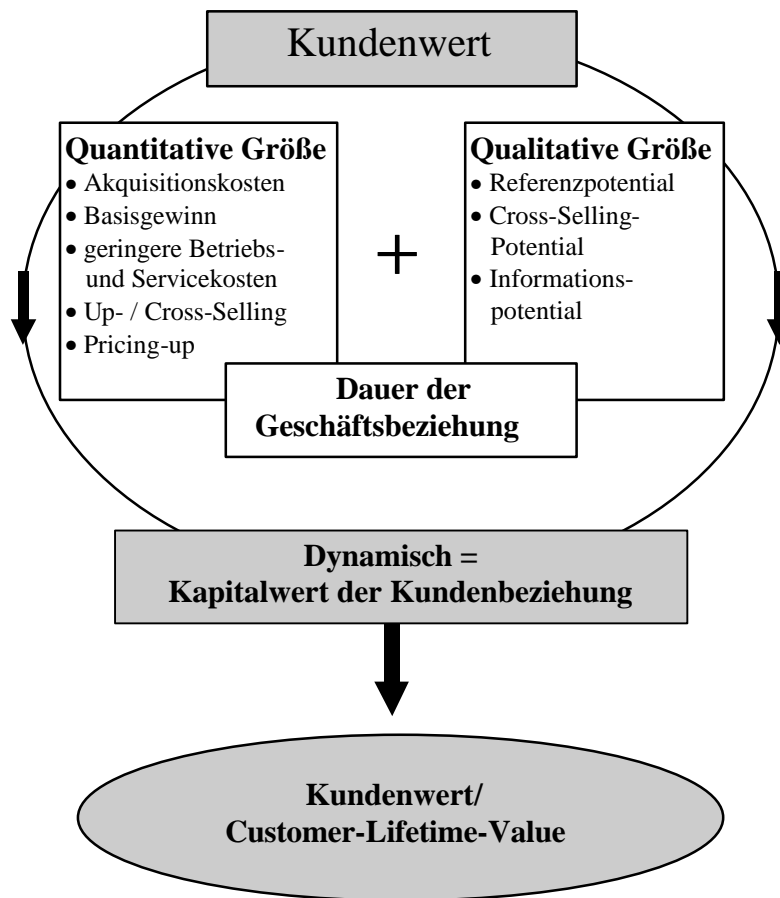 Kundenwert
Quantitative Größe
• Akquisitionskosten
• Basisgewinn
• geringere Betriebs-
und Servicekosten
• Up- / Cross-Selling
• Pricing-up
+
Qualitative Größe
• Referenzpotential
• Cross-Selling-
Potential
• Informations-
potential
Dauer der
Geschäftsbeziehung
Dynamisch =
Kapitalwert der Kundenbeziehung
Kundenwert/
Customer-Lifetime-Value